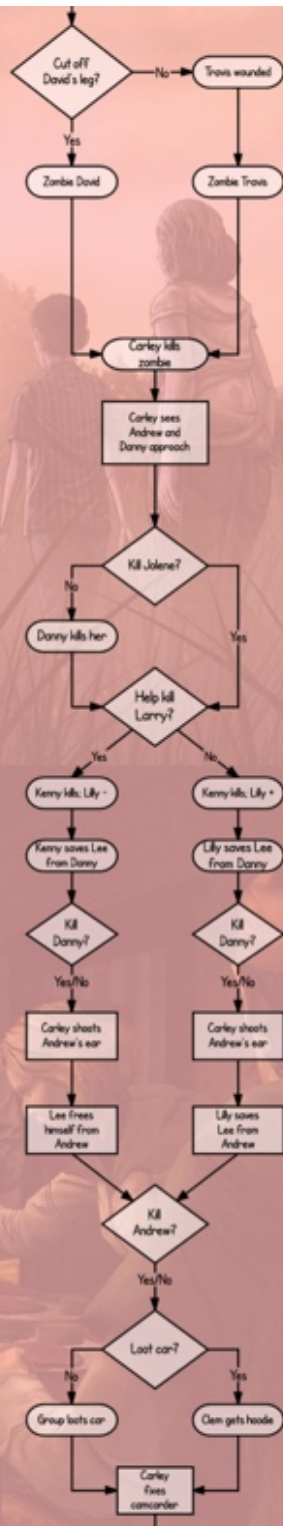 Cut off
David's leg?
No
Travis wounded
Yes
Zombie David
Zombie Travis
Carley kills
zombie
Carley sees
Andrew and
Danny approach
Kill Jolene?
No
Yes
Danny kills her
Help kill
Larry?
Yes
No
Kenny kills; Lilly -
Kenny kills; Lilly +
Kenny saves Lee
from Danny
Lilly saves Lee
from Danny
Kill
Danny?
Kill
Danny?
Yes/No
Yes/No
Carley shoots
Andrew's ear
Carley shoots
Andrew's ear
Lee frees
himself from
Andrew
Lilly saves
Lee from
Andrew
Kill
Andrew?
Yes/No
Loot car?
No
Yes
Group loots car
Clem gets hoodie
Carley
fixes
camcorder